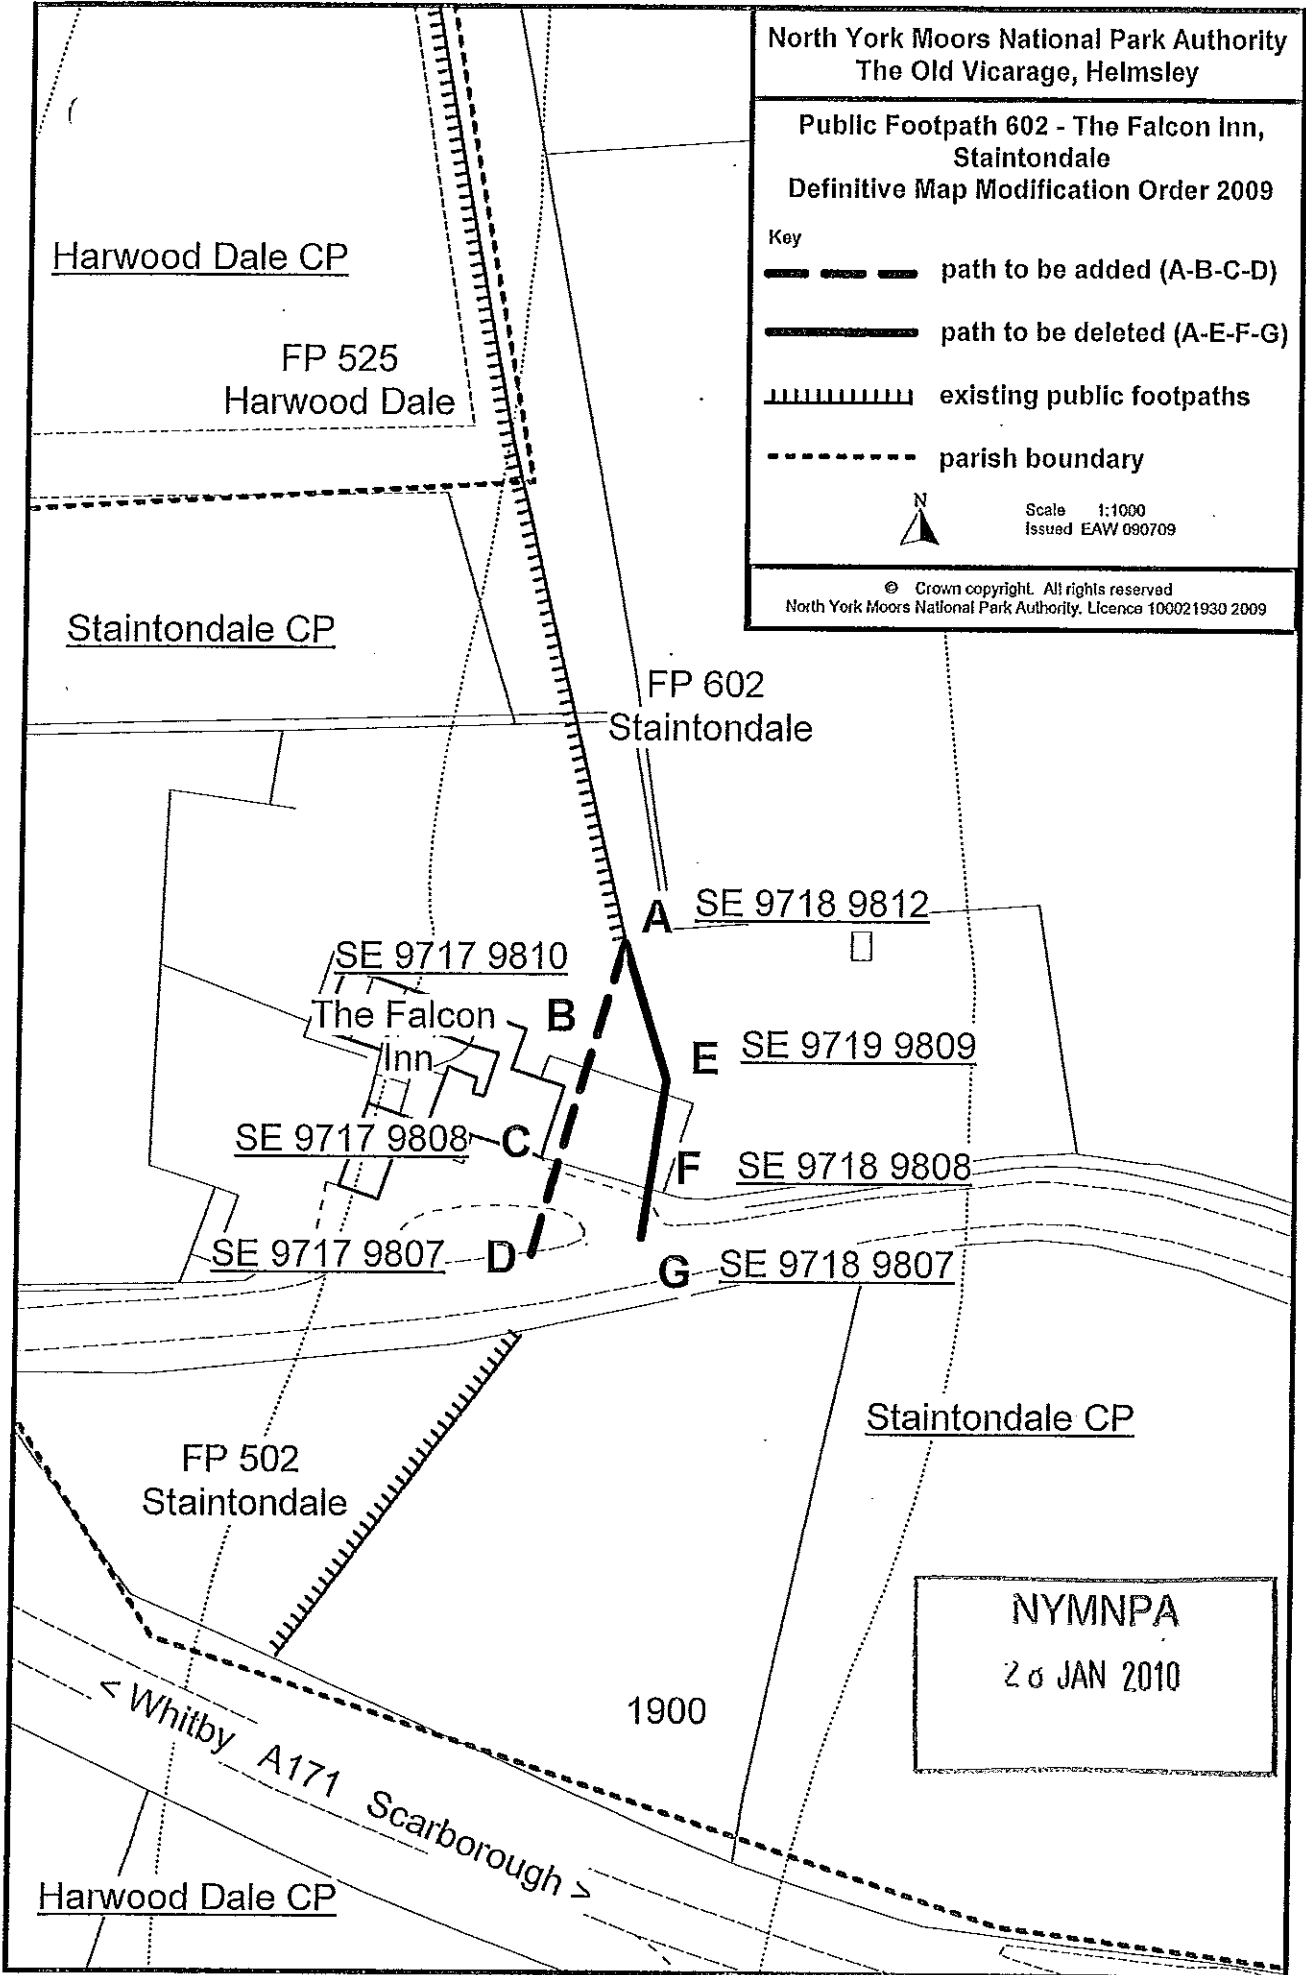 North York Moors National Park Authority
The Old Vicarage, Helmsley
Public Footpath 602 - The Falcon Inn,
Staintondale
Definitive Map Modification Order 2009
Key
path to be added (A-B-C-D)
path to be deleted (A-E-F-G)
existing public footpaths
parish boundary
N
Scale 1:1000
Issued EAW 090709
© Crown copyright. All rights reserved
North York Moors National Park Authority. Licence 100021930 2009
Harwood Dale CP
FP 525
Harwood Dale
Staintondale CP
FP 602
Staintondale
A SE 9718 9812
SE 9717 9810
B
The Falcon
Inn
E SE 9719 9809
SE 9717 9808 C
F SE 9718 9808
SE 9717 9807 D
G SE 9718 9807
Staintondale CP
FP 502
Staintondale
NYMNPA
20 JAN 2010
1900
< Whitby A171 Scarborough >
Harwood Dale CP